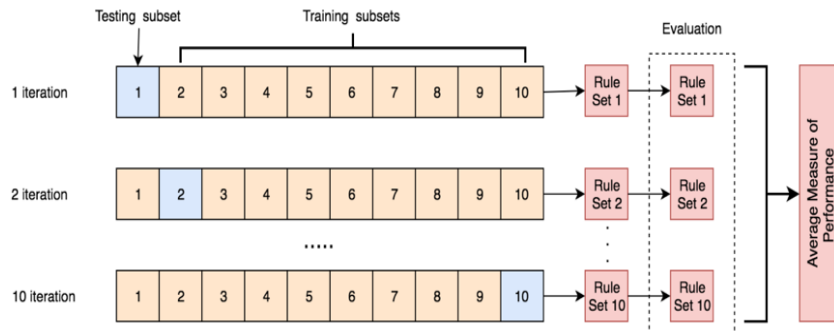 Testing subset
Training subsets
Evaluation
1 iteration
1 2 3 4 5 6 7 8 9 10
Rule
Set 1
Rule
Set 1
2 iteration
1 2 3 4 5 6 7 8 9 10
Rule
Set 2
Rule
Set 2
.....
10 iteration
1 2 3 4 5 6 7 8 9 10
Rule
Set 10
Rule
Set 10
Average Measure of
Performance